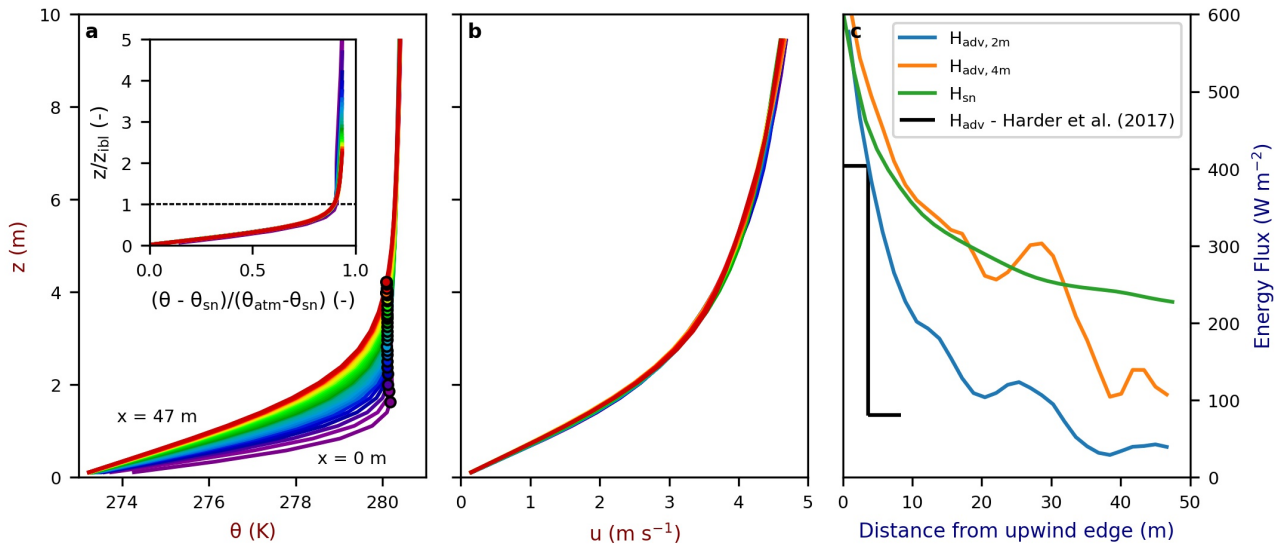 a
10
8
6
4
2
0
z (m)
274
276
278
280
θ (K)
5
4
3
2
1
0
z/z_ibl (-)
0.0
0.5
1.0
(θ - θ_sn)/(θ_atm-θ_sn) (-)
x = 47 m
x = 0 m
b
0
1
2
3
4
5
u (m s⁻¹)
c
H_adv, 2m
H_adv, 4m
H_sn
H_adv - Harder et al. (2017)
600
500
400
300
200
100
0
Energy Flux (W m⁻²)
0
10
20
30
40
50
Distance from upwind edge (m)